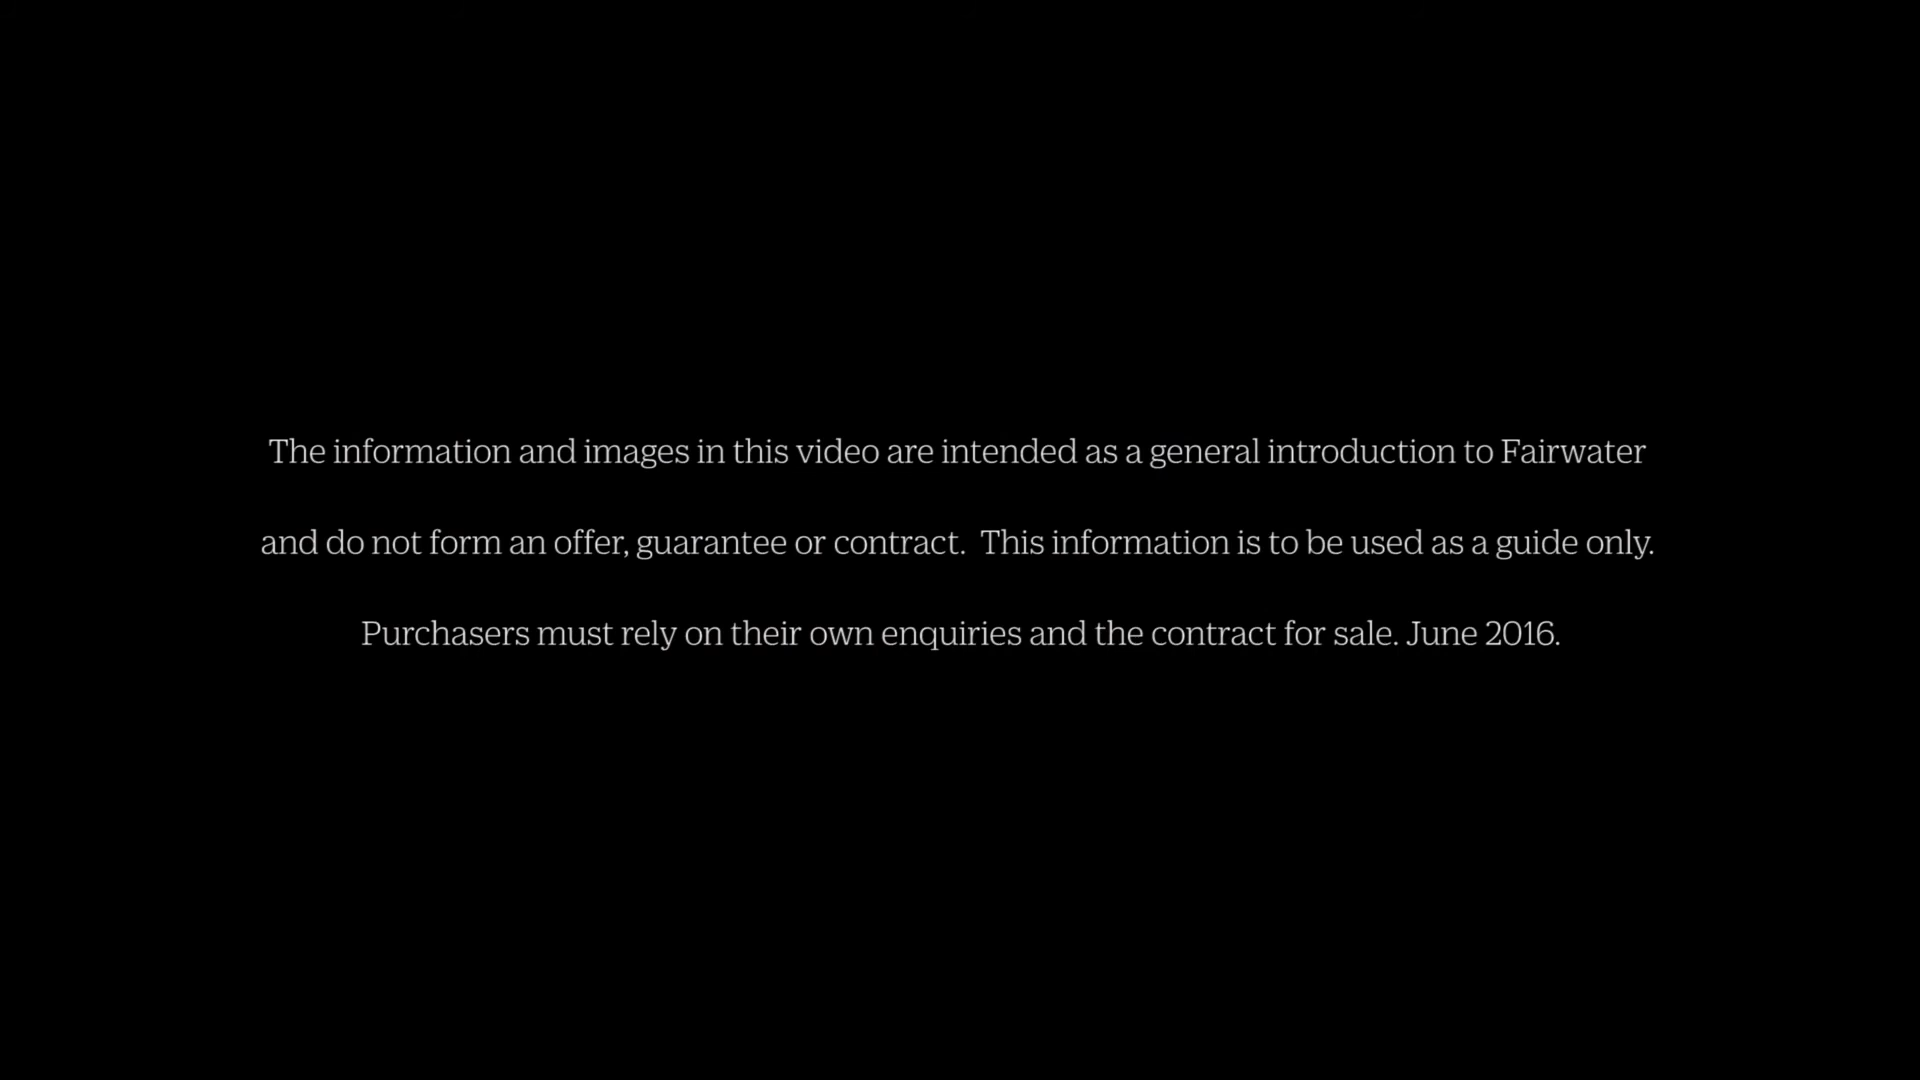 The information and images in this video are intended as a general introduction to Fairwater
and do not form an offer, guarantee or contract.  This information is to be used as a guide only.
Purchasers must rely on their own enquiries and the contract for sale. June 2016.